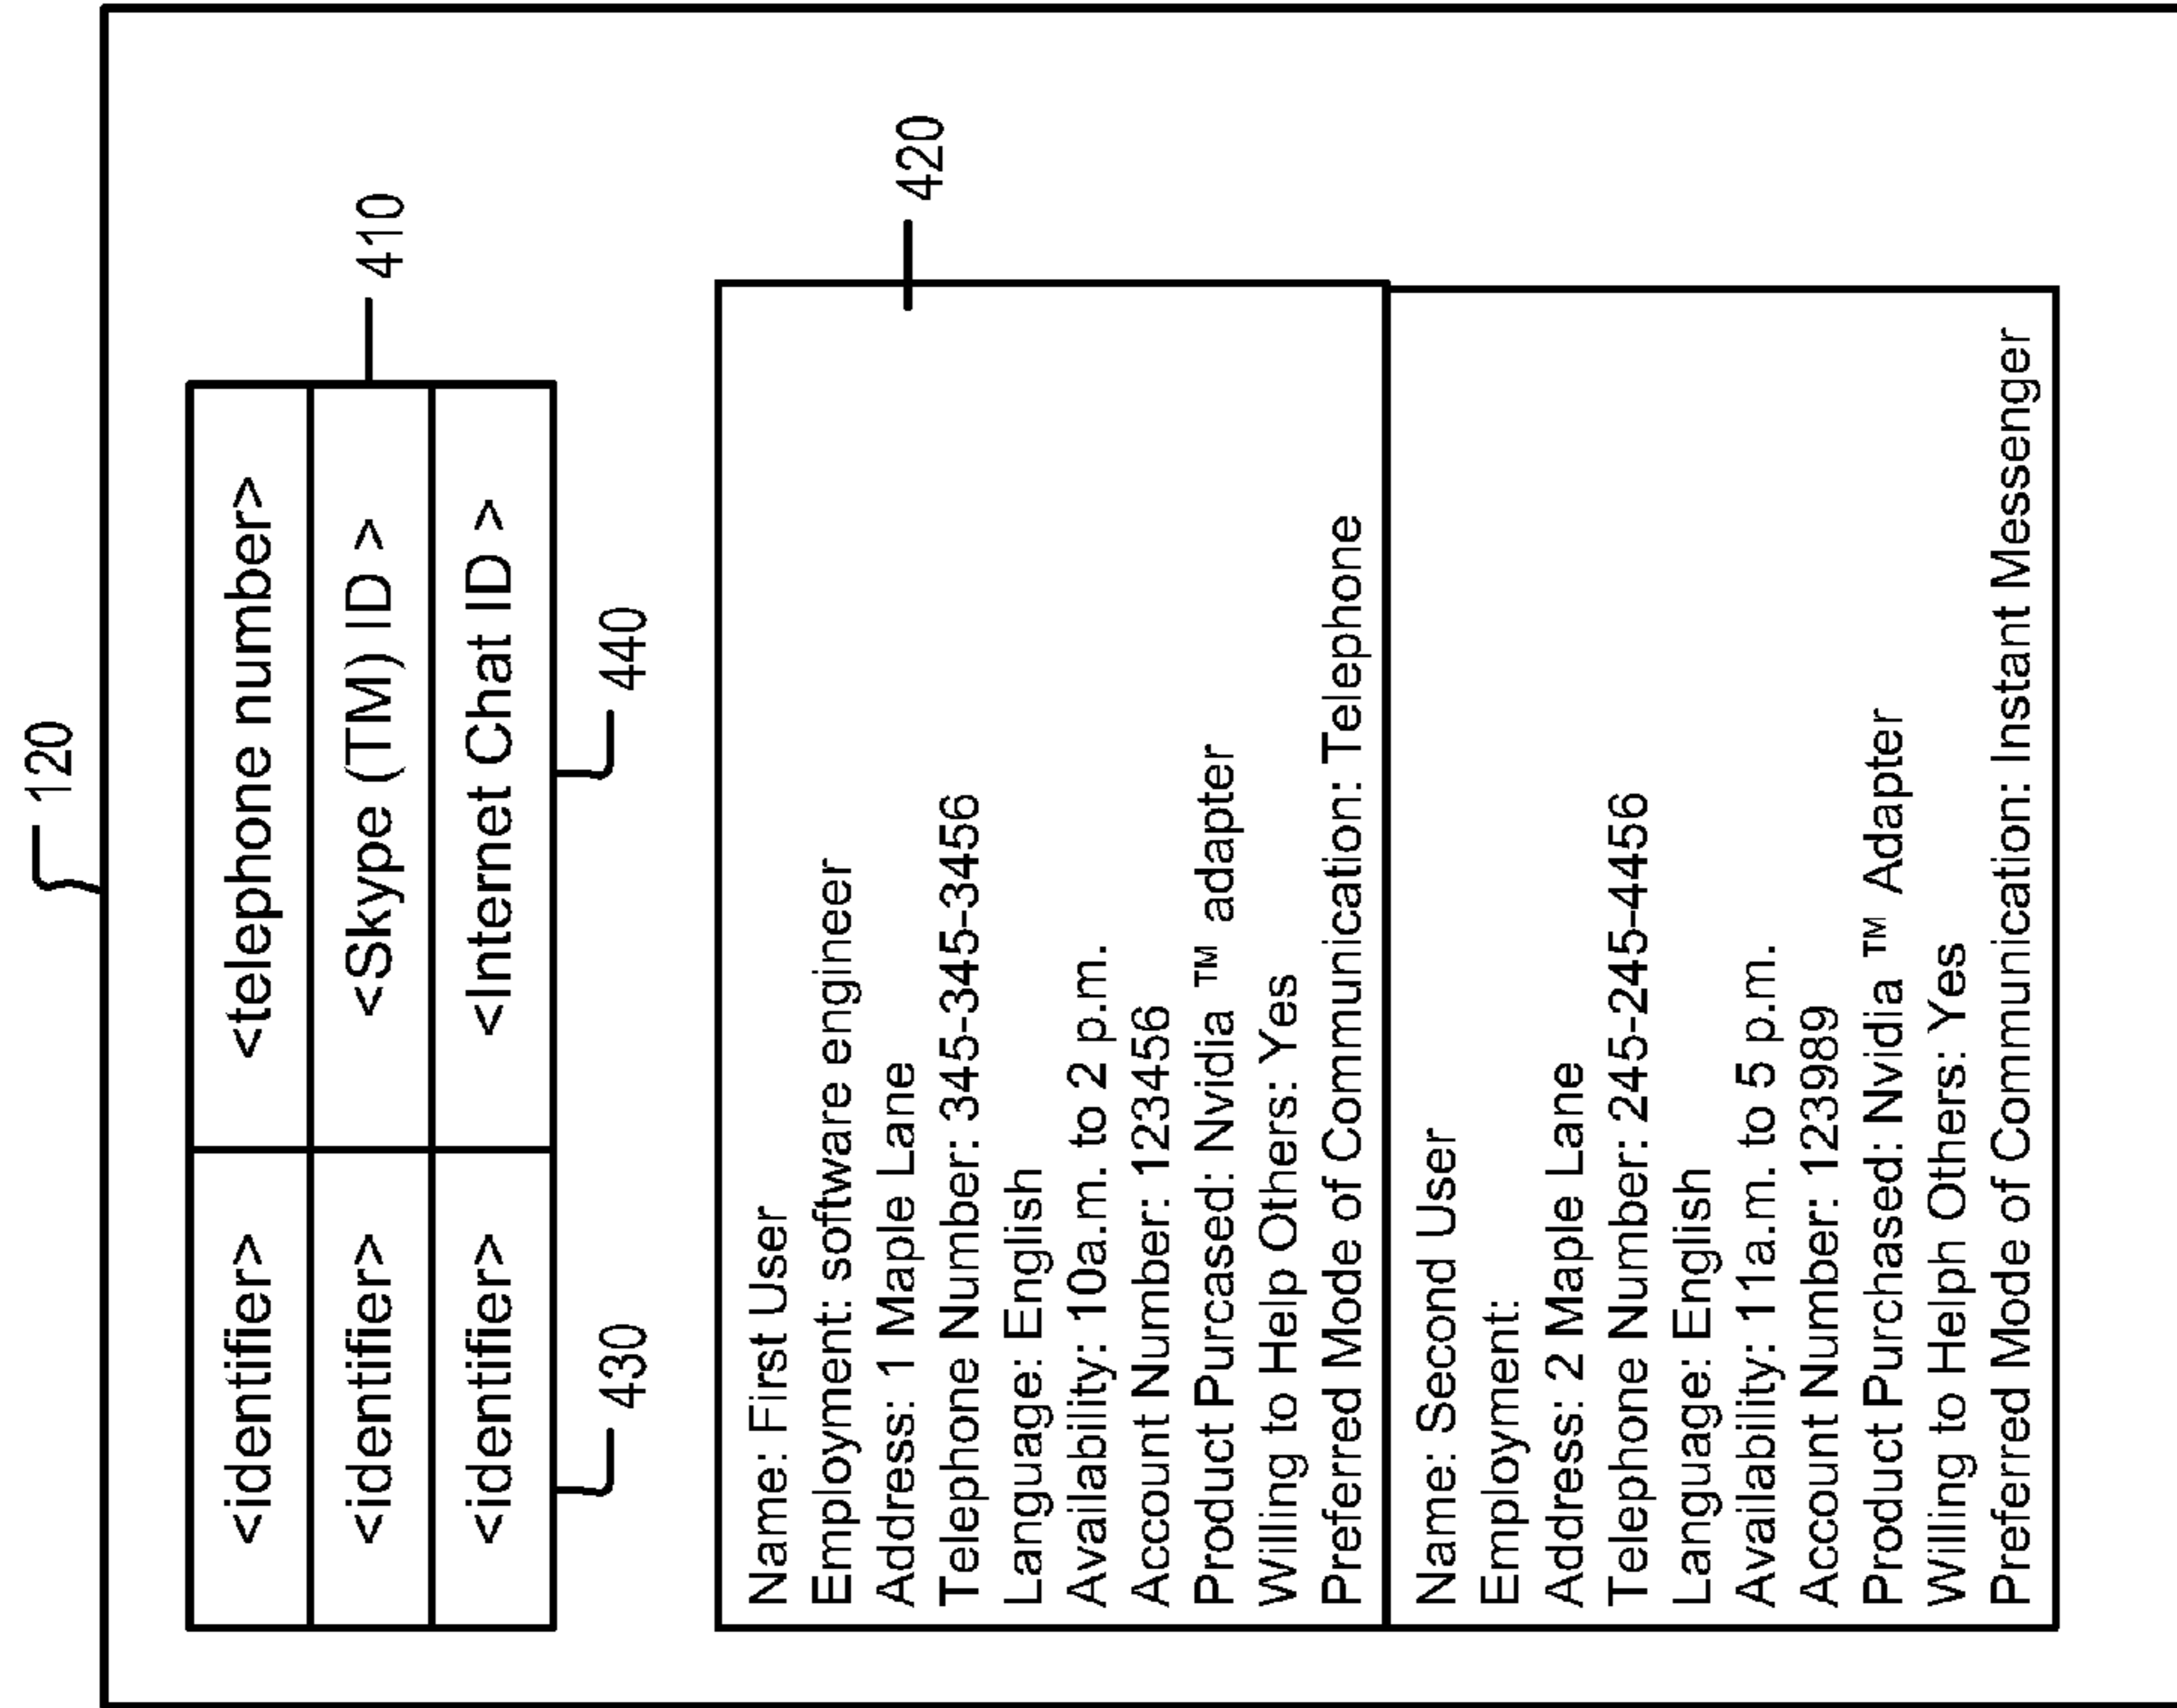 120
<identifier> <telephone number>
<identifier> <Skype (TM) ID >
<identifier> <Internet Chat ID >
410
430
440
420
Name: First User
Employment: software engineer
Address: 1 Maple Lane
Telephone Number: 345-345-3456
Language: English
Availability: 10a.m. to 2 p.m.
Account Number: 123456
Product Purcased: Nvidia ™ adapter
Willing to Help Others: Yes
Preferred Mode of Communication: Telephone
Name: Second User
Employment:
Address: 2 Maple Lane
Telephone Number: 245-245-4456
Language: English
Availability: 11a.m. to 5 p.m.
Account Number: 123989
Product Purchased: Nvidia ™ Adapter
Willing to Helph Others: Yes
Preferred Mode of Communication: Instant Messenger